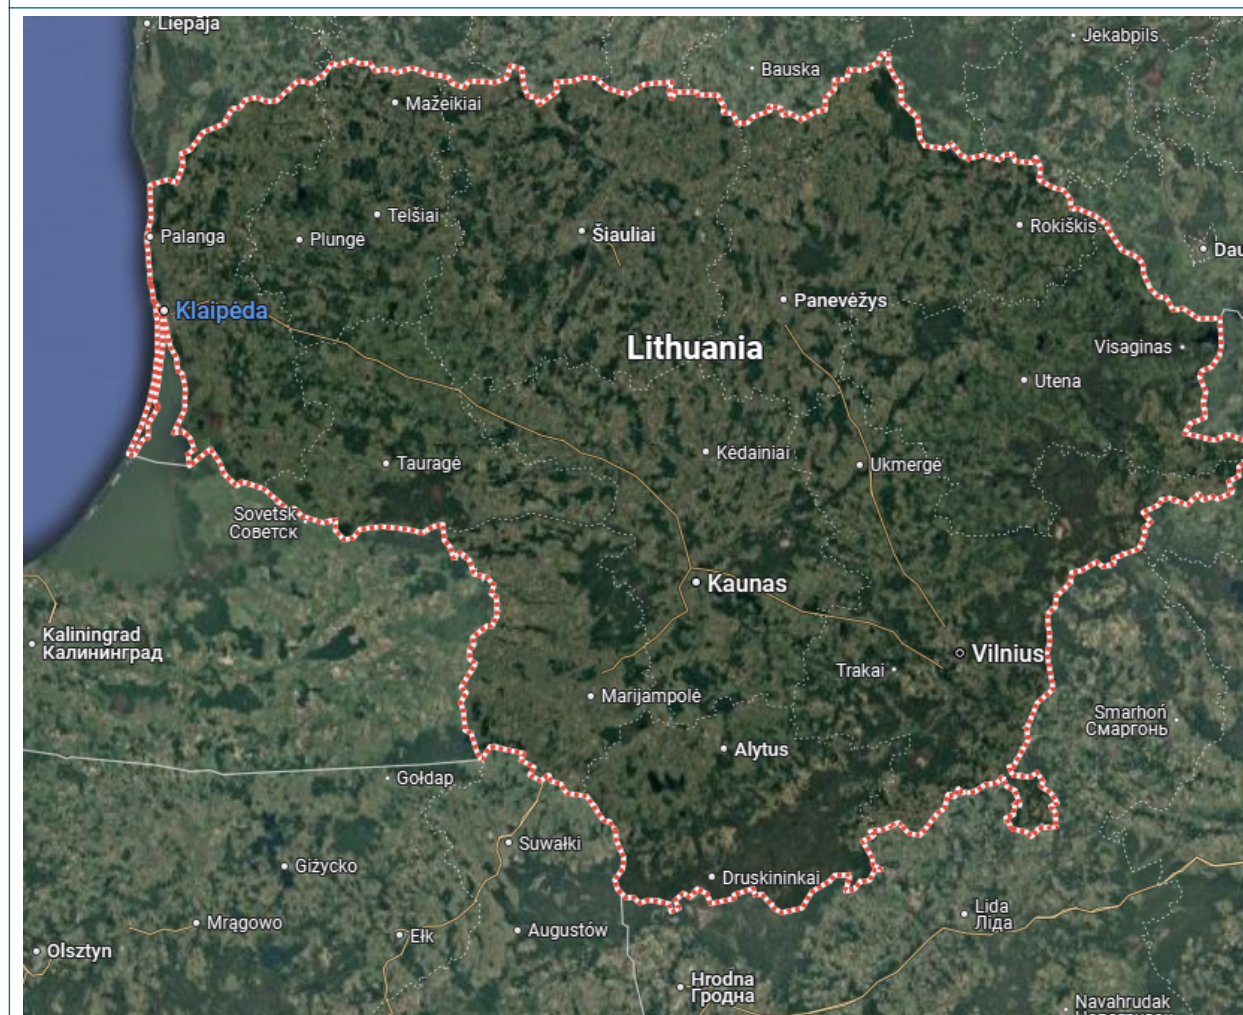 Liepāja
Jekabpils
Bauska
Mažeikiai
Telšiai
Plungė
Palanga
Šiauliai
Rokiškis
Dau
Klaipėda
Panevėžys
Lithuania
Visaginas
Utena
Kėdainiai
Tauragė
Ukmergė
Sovetsk
Советск
Kaunas
Kaliningrad
Калининград
Vilnius
Trakai
Marijampolė
Smarhoń
Смаргонь
Alytus
Gołdap
Suwałki
Giżycko
Druskininkai
Lida
Ліда
Mrągowo
Augustów
Ełk
Olsztyn
Hrodna
Гродна
Navahrudak